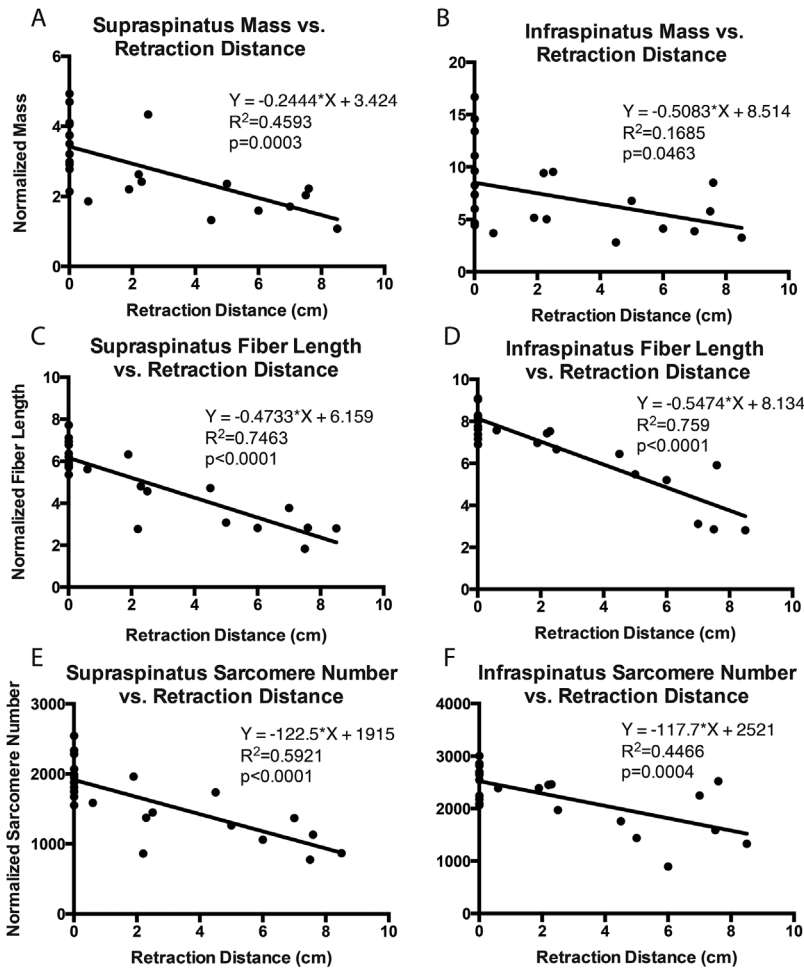 A
Supraspinatus Mass vs.
Retraction Distance
Y = -0.2444*X + 3.424
R²=0.4593
p=0.0003
Normalized Mass
6
4
2
0
0 2 4 6 8 10
Retraction Distance (cm)
B
Infraspinatus Mass vs.
Retraction Distance
Y = -0.5083*X + 8.514
R²=0.1685
p=0.0463
20
15
10
5
0
0 2 4 6 8 10
Retraction Distance (cm)
C
Supraspinatus Fiber Length
vs. Retraction Distance
Y = -0.4733*X + 6.159
R²=0.7463
p<0.0001
Normalized Fiber Length
10
8
6
4
2
0
0 2 4 6 8 10
Retraction Distance (cm)
D
Infraspinatus Fiber Length
vs. Retraction Distance
Y = -0.5474*X + 8.134
R²=0.759
p<0.0001
10
8
6
4
2
0
0 2 4 6 8 10
Retraction Distance (cm)
E
Supraspinatus Sarcomere Number
vs. Retraction Distance
Y = -122.5*X + 1915
R²=0.5921
p<0.0001
Normalized Sarcomere Number
3000
2000
1000
0
0 2 4 6 8 10
Retraction Distance (cm)
F
Infraspinatus Sarcomere Number
vs. Retraction Distance
Y = -117.7*X + 2521
R²=0.4466
p=0.0004
4000
3000
2000
1000
0
0 2 4 6 8 10
Retraction Distance (cm)